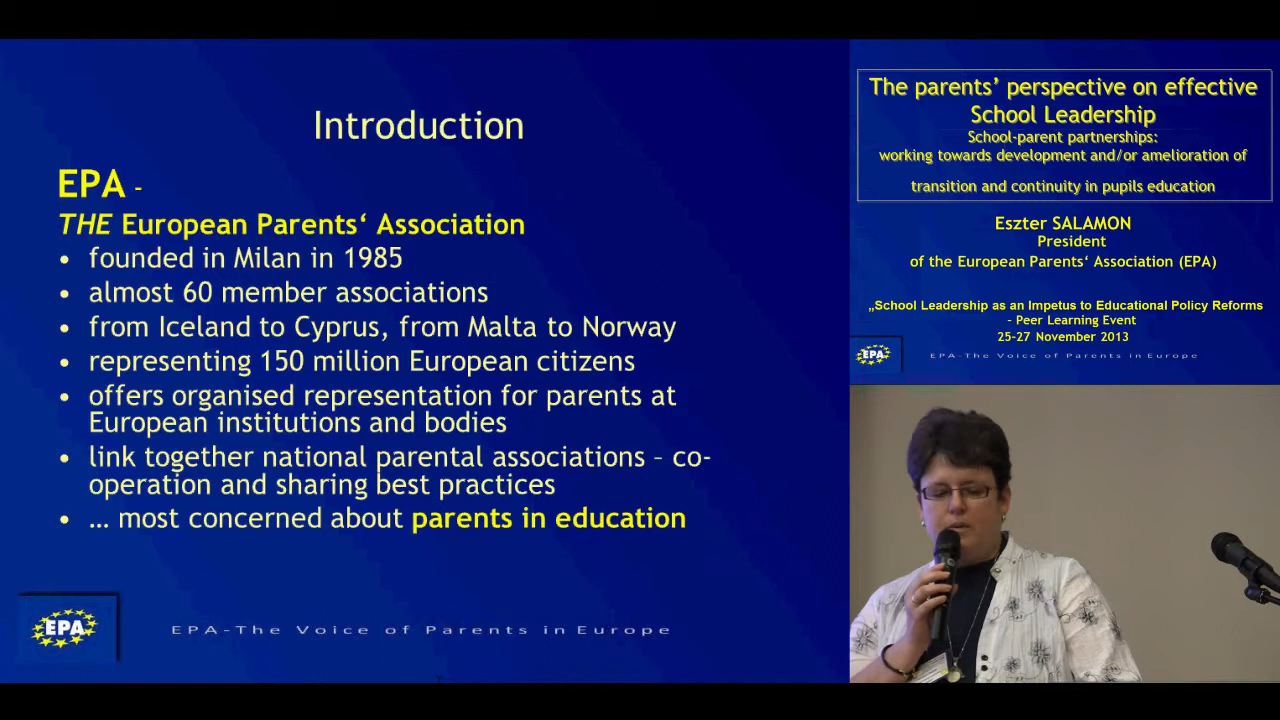 Introduction
EPA -
THE European Parents‘ Association
• founded in Milan in 1985
• almost 60 member associations
• from Iceland to Cyprus, from Malta to Norway
• representing 150 million European citizens
• offers organised representation for parents at
European institutions and bodies
• link together national parental associations – co-
operation and sharing best practices
• … most concerned about parents in education
EPA
EPA-The Voice of Parents in Europe
The parents’ perspective on effective
School Leadership
School-parent partnerships:
working towards development and/or amelioration of
transition and continuity in pupils education
Eszter SALAMON
President
of the European Parents‘ Association (EPA)
„School Leadership as an Impetus to Educational Policy Reforms
– Peer Learning Event
25-27 November 2013
EPA
EPA-The Voice of Parents in Europe